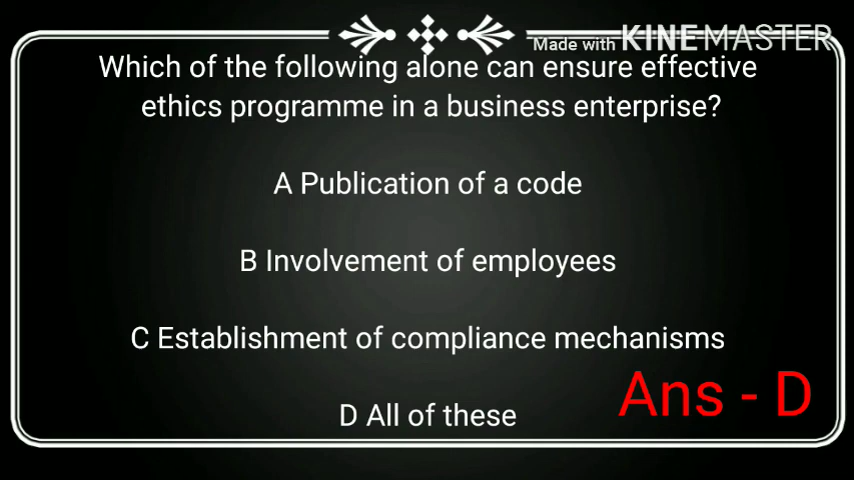 Made with KINEMASTER
Which of the following alone can ensure effective
ethics programme in a business enterprise?
A Publication of a code
B Involvement of employees
C Establishment of compliance mechanisms
D All of these
Ans - D